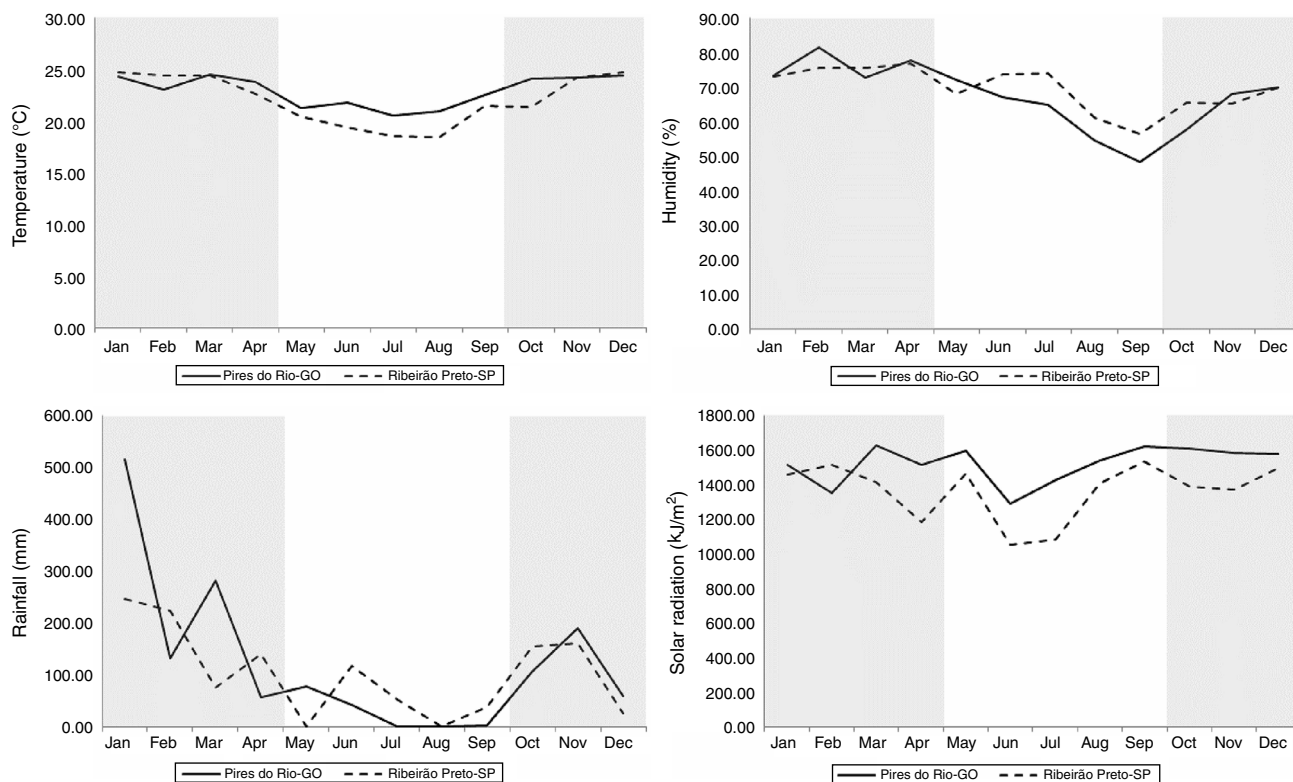 30.00
25.00
20.00
15.00
10.00
5.00
0.00
Temperature (°C)
Jan Feb Mar Apr May Jun Jul Aug Sep Oct Nov Dec
Pires do Rio-GO Ribeirão Preto-SP
90.00
80.00
70.00
60.00
50.00
40.00
30.00
20.00
10.00
0.00
Humidity (%)
Jan Feb Mar Apr May Jun Jul Aug Sep Oct Nov Dec
Pires do Rio-GO Ribeirão Preto-SP
600.00
500.00
400.00
300.00
200.00
100.00
0.00
Rainfall (mm)
Jan Feb Mar Apr May Jun Jul Aug Sep Oct Nov Dec
Pires do Rio-GO Ribeirão Preto-SP
1800.00
1600.00
1400.00
1200.00
1000.00
800.00
600.00
400.00
200.00
0.00
Solar radiation (kJ/m²)
Jan Feb Mar Apr May Jun Jul Aug Sep Oct Nov Dec
Pires do Rio-GO Ribeirão Preto-SP